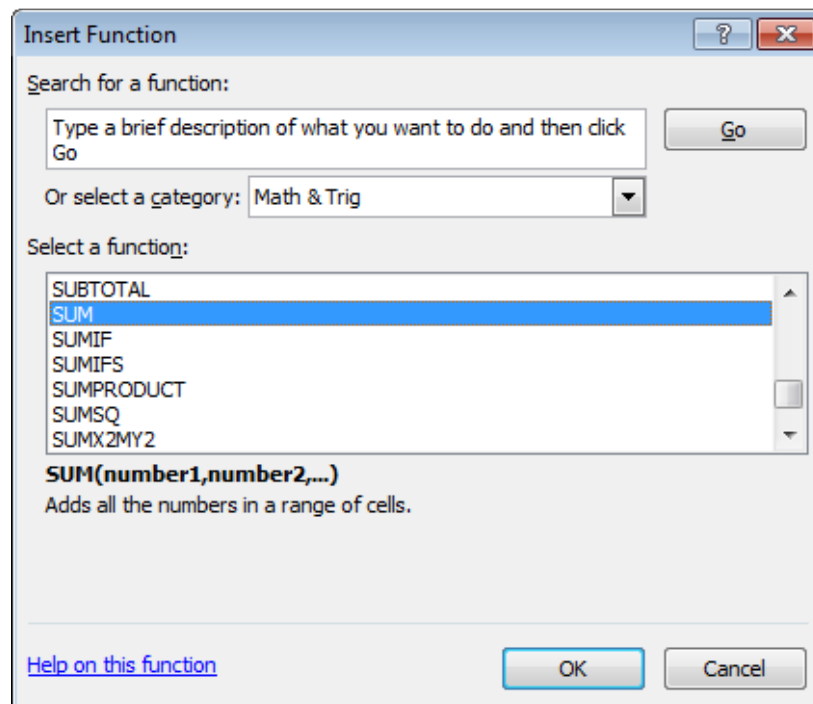 Insert Function
Search for a function:
Type a brief description of what you want to do and then click
Go
Go
Or select a category: Math & Trig
Select a function:
SUBTOTAL
SUM
SUMIF
SUMIFS
SUMPRODUCT
SUMSQ
SUMX2MY2
SUM(number1,number2,...)
Adds all the numbers in a range of cells.
Help on this function OK Cancel